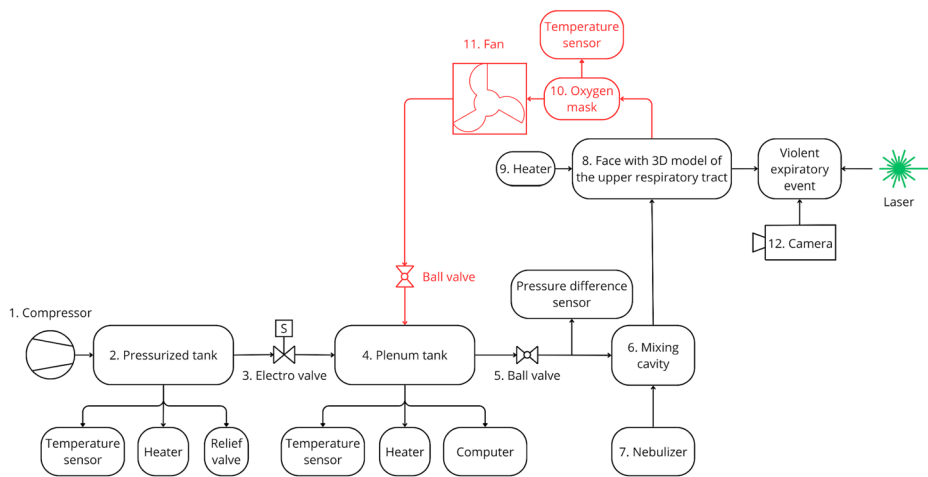 Temperature
sensor
11. Fan
10. Oxygen
mask
9. Heater
8. Face with 3D model of
the upper respiratory tract
Violent
expiratory
event
Laser
12. Camera
Ball valve
Pressure difference
sensor
1. Compressor
2. Pressurized tank
S
3. Electro valve
4. Plenum tank
5. Ball valve
6. Mixing
cavity
Temperature
sensor
Heater
Relief
valve
Temperature
sensor
Heater
Computer
7. Nebulizer